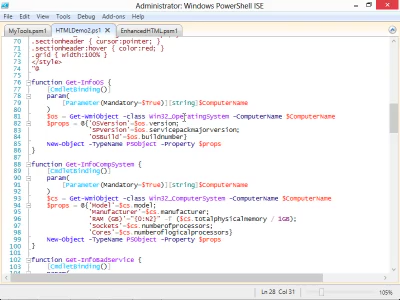 Administrator: Windows PowerShell ISE
File Edit View Tools Debug Add-ons Help
MyTools.psm1 HTMLDemo2.ps1 X EnhancedHTML.psm1
70 .sectionheader { cursor:pointer; }
71 .sectionheader:hover { color:red; }
72 .grid { width:100% }
73 </style>
74 "@
75
76 function Get-InfoOS {
77 [CmdletBinding()]
78 param(
79 [Parameter(Mandatory=$True)][string]$ComputerName
80 )
81 $os = Get-WmiObject -class Win32_OperatingSystem -ComputerName $ComputerName
82 $props = @{'OSVersion'=$os.version;
83 'SPVersion'=$os.servicepackmajorversion;
84 'OSBuild'=$os.buildnumber}
85 New-Object -TypeName PSObject -Property $props
86 }
87
88 function Get-InfoCompSystem {
89 [CmdletBinding()]
90 param(
91 [Parameter(Mandatory=$True)][string]$ComputerName
92 )
93 $cs = Get-WmiObject -class Win32_ComputerSystem -ComputerName $ComputerName
94 $props = @{'Model'=$cs.model;
95 'Manufacturer'=$cs.manufacturer;
96 'RAM (GB)'="{0:N2}" -f ($cs.totalphysicalmemory / 1GB);
97 'Sockets'=$cs.numberofprocessors;
98 'Cores'=$cs.numberoflogicalprocessors}
99 New-Object -TypeName PSObject -Property $props
100 }
101
102 function Get-InfoBadService {
103 [CmdletBinding()]
104 param(
Ln 28 Col 31 105%